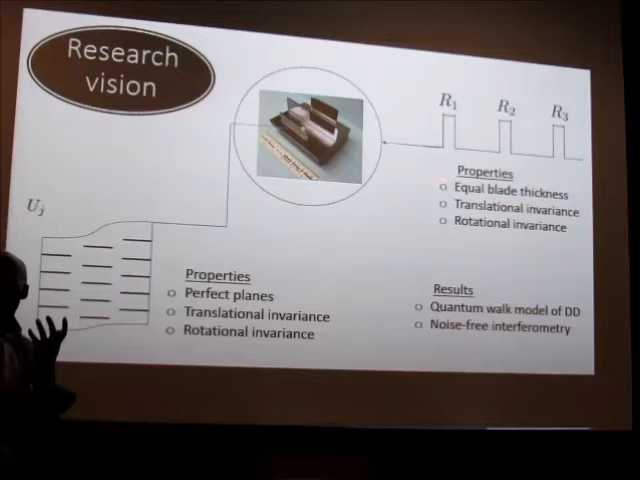 Research
vision
R1
R2
R3
Properties
Equal blade thickness
Translational invariance
Rotational invariance
Uj
Properties
Perfect planes
Translational invariance
Rotational invariance
Results
Quantum walk model of DD
Noise-free interferometry